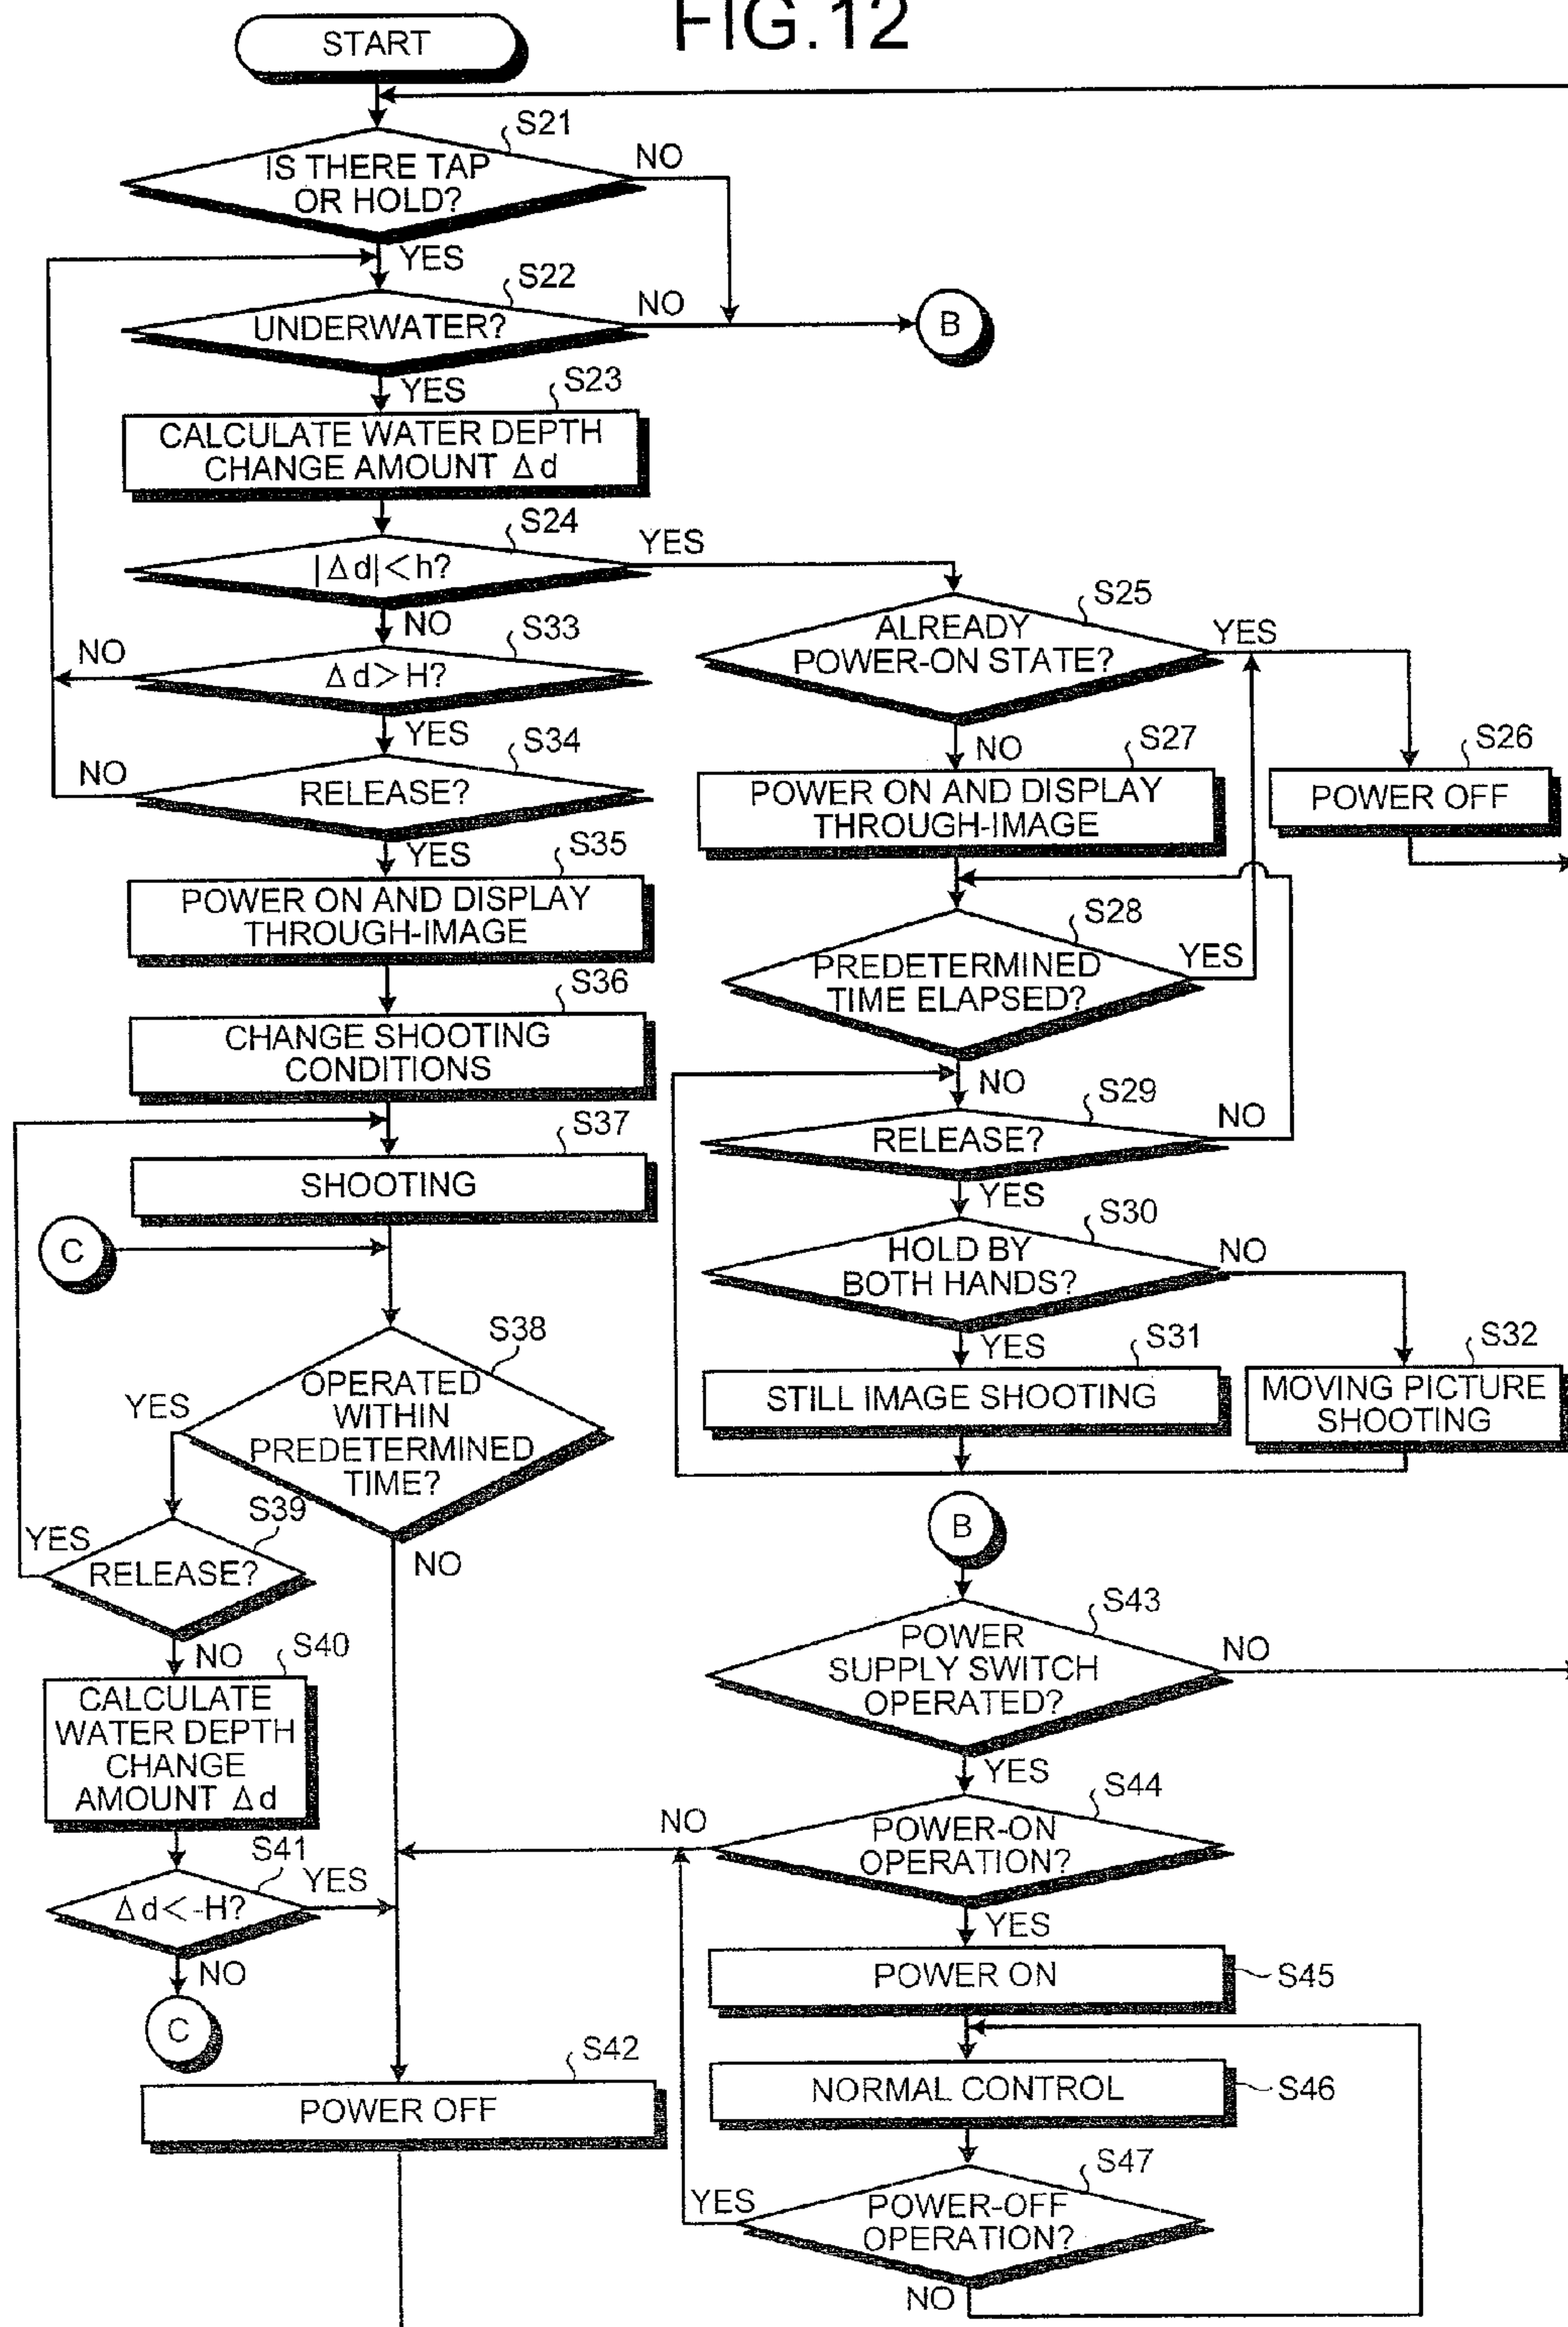 FIG.12
START
S21
IS THERE TAP
OR HOLD?
NO
YES
S22
UNDERWATER?
NO
B
YES
S23
CALCULATE WATER DEPTH
CHANGE AMOUNT Δd
S24
|Δd|<h?
YES
NO
S33
Δd>H?
NO
YES
S34
RELEASE?
NO
YES
S35
POWER ON AND DISPLAY
THROUGH-IMAGE
S36
CHANGE SHOOTING
CONDITIONS
S37
SHOOTING
C
S38
OPERATED
WITHIN
PREDETERMINED
TIME?
YES
NO
S39
RELEASE?
YES
NO
S40
CALCULATE
WATER DEPTH
CHANGE
AMOUNT Δd
S41
Δd<-H?
YES
NO
C
S42
POWER OFF
S25
ALREADY
POWER-ON STATE?
YES
NO
S26
POWER OFF
S27
POWER ON AND DISPLAY
THROUGH-IMAGE
S28
PREDETERMINED
TIME ELAPSED?
YES
NO
S29
RELEASE?
NO
YES
S30
HOLD BY
BOTH HANDS?
NO
YES
S31
STILL IMAGE SHOOTING
S32
MOVING PICTURE
SHOOTING
B
S43
POWER
SUPPLY SWITCH
OPERATED?
NO
YES
S44
POWER-ON
OPERATION?
NO
YES
POWER ON
S45
NORMAL CONTROL
S46
S47
POWER-OFF
OPERATION?
YES
NO